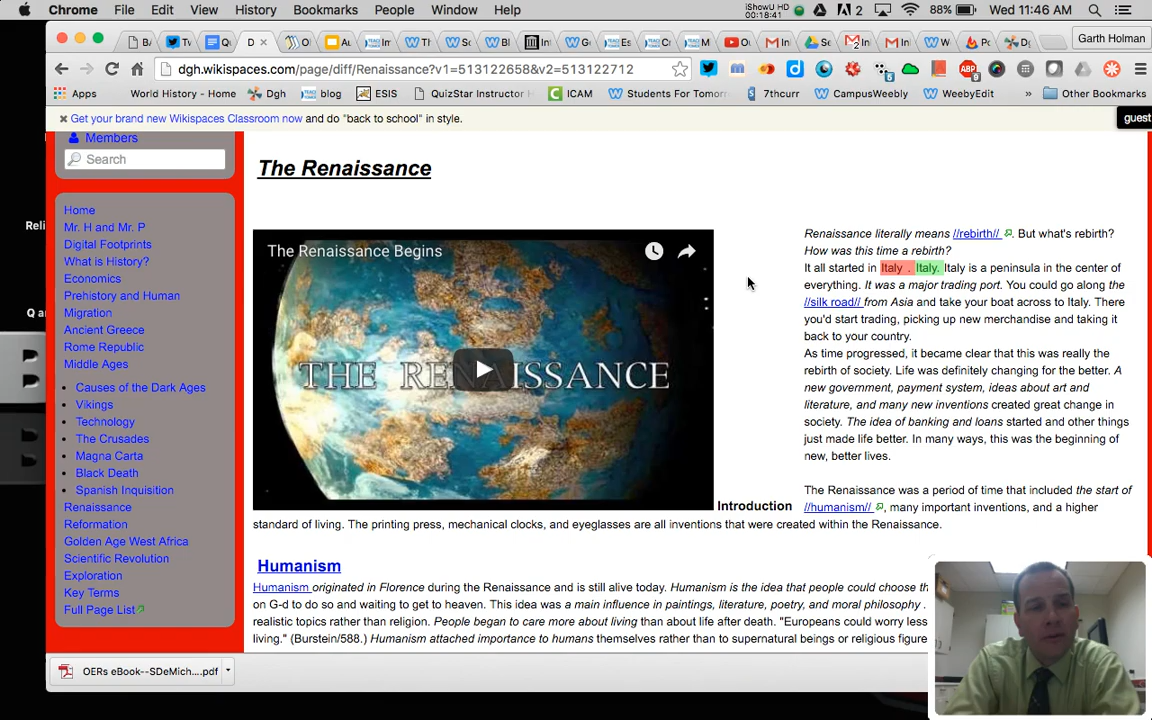 Chrome File Edit View History Bookmarks People Window Help
iShowU HD
00:18:41
2 88% Wed 11:46 AM
Garth Holman
dgh.wikispaces.com/page/diff/Renaissance?v1=513122658&v2=513122712
Apps World History - Home Dgh blog ESIS QuizStar Instructor ICAM Students For Tomorr 7thcurr CampusWeebly WeebyEdit » Other Bookmarks
Get your brand new Wikispaces Classroom now and do "back to school" in style.
guest
Members
Search
Home
Mr. H and Mr. P
Digital Footprints
What is History?
Economics
Prehistory and Human
Migration
Ancient Greece
Rome Republic
Middle Ages
Causes of the Dark Ages
Vikings
Technology
The Crusades
Magna Carta
Black Death
Spanish Inquisition
Renaissance
Reformation
Golden Age West Africa
Scientific Revolution
Exploration
Key Terms
Full Page List
The Renaissance
The Renaissance Begins
THE RENAISSANCE
Renaissance literally means //rebirth// . But what's rebirth?
How was this time a rebirth?
It all started in Italy . Italy. Italy is a peninsula in the center of
everything. It was a major trading port. You could go along the
//silk road// from Asia and take your boat across to Italy. There
you'd start trading, picking up new merchandise and taking it
back to your country.
As time progressed, it became clear that this was really the
rebirth of society. Life was definitely changing for the better. A
new government, payment system, ideas about art and
literature, and many new inventions created great change in
society. The idea of banking and loans started and other things
just made life better. In many ways, this was the beginning of
new, better lives.
Introduction
The Renaissance was a period of time that included the start of
//humanism// , many important inventions, and a higher
standard of living. The printing press, mechanical clocks, and eyeglasses are all inventions that were created within the Renaissance.
Humanism
Humanism originated in Florence during the Renaissance and is still alive today. Humanism is the idea that people could choose th
on G-d to do so and waiting to get to heaven. This idea was a main influence in paintings, literature, poetry, and moral philosophy .
realistic topics rather than religion. People began to care more about living than about life after death. "Europeans could worry less
living." (Burstein/588.) Humanism attached importance to humans themselves rather than to supernatural beings or religious figure
OERs eBook--SDeMich....pdf
Reli
Q ar